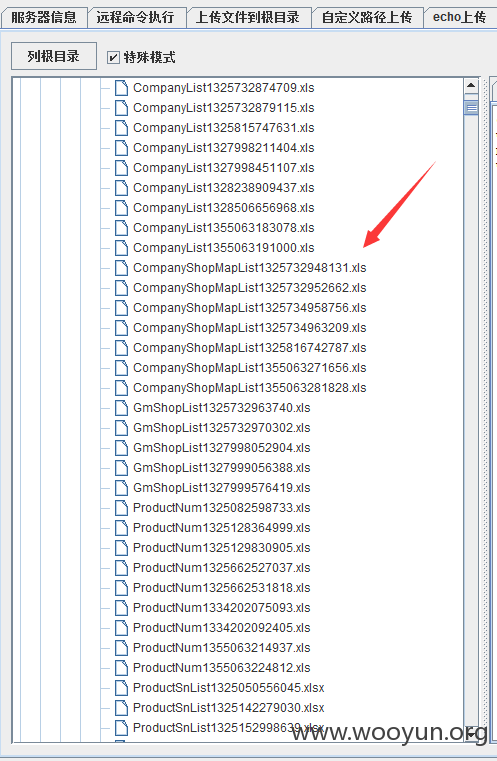 服务器信息 远程命令执行 上传文件到根目录 自定义路径上传 echo上传
列根目录 特殊模式
CompanyList1325732874709.xls
CompanyList1325732879115.xls
CompanyList1325815747631.xls
CompanyList1327998211404.xls
CompanyList1327998451107.xls
CompanyList1328238909437.xls
CompanyList1328506656968.xls
CompanyList1355063183078.xls
CompanyList1355063191000.xls
CompanyShopMapList1325732948131.xls
CompanyShopMapList1325732952662.xls
CompanyShopMapList1325734958756.xls
CompanyShopMapList1325734963209.xls
CompanyShopMapList1325816742787.xls
CompanyShopMapList1355063271656.xls
CompanyShopMapList1355063281828.xls
GmShopList1325732963740.xls
GmShopList1325732970302.xls
GmShopList1327998052904.xls
GmShopList1327999056388.xls
GmShopList1327999576419.xls
ProductNum1325082598733.xls
ProductNum1325128364999.xls
ProductNum1325129830905.xls
ProductNum1325662527037.xls
ProductNum1325662531818.xls
ProductNum1334202075093.xls
ProductNum1334202092405.xls
ProductNum1355063214937.xls
ProductNum1355063224812.xls
ProductSnList1325050556045.xlsx
ProductSnList1325142279030.xlsx
ProductSnList1325152998639.xlsx
www.wooyun.org